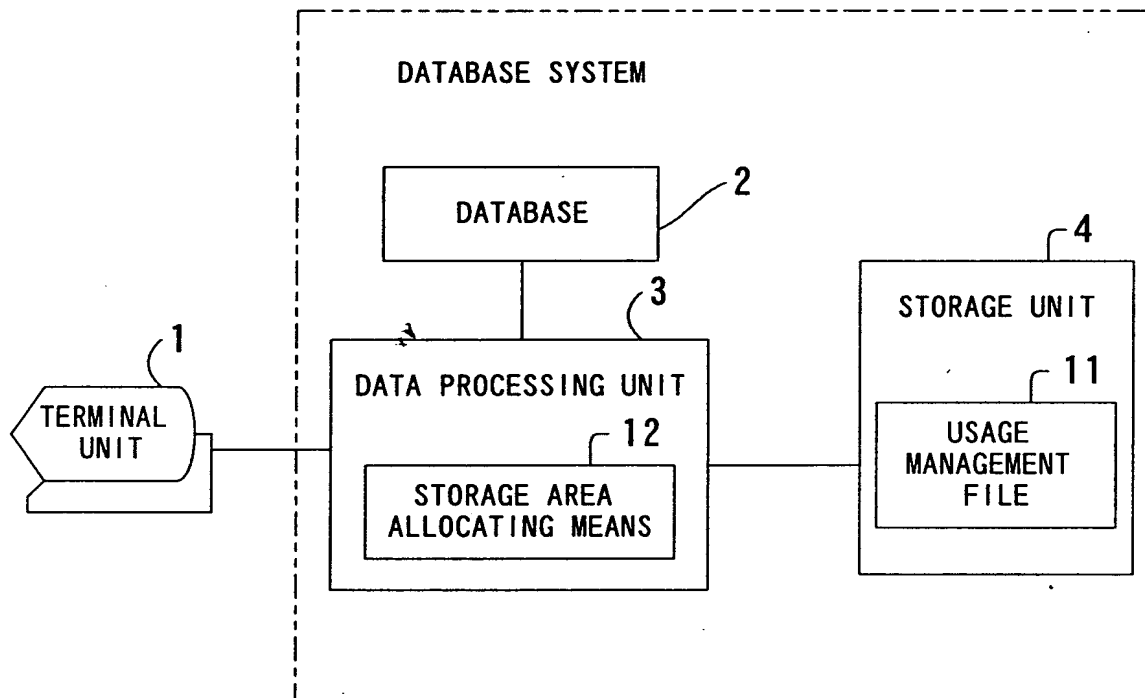 DATABASE SYSTEM
2
DATABASE
3
DATA PROCESSING UNIT
12
STORAGE AREA
ALLOCATING MEANS
1
TERMINAL
UNIT
4
STORAGE UNIT
11
USAGE
MANAGEMENT
FILE